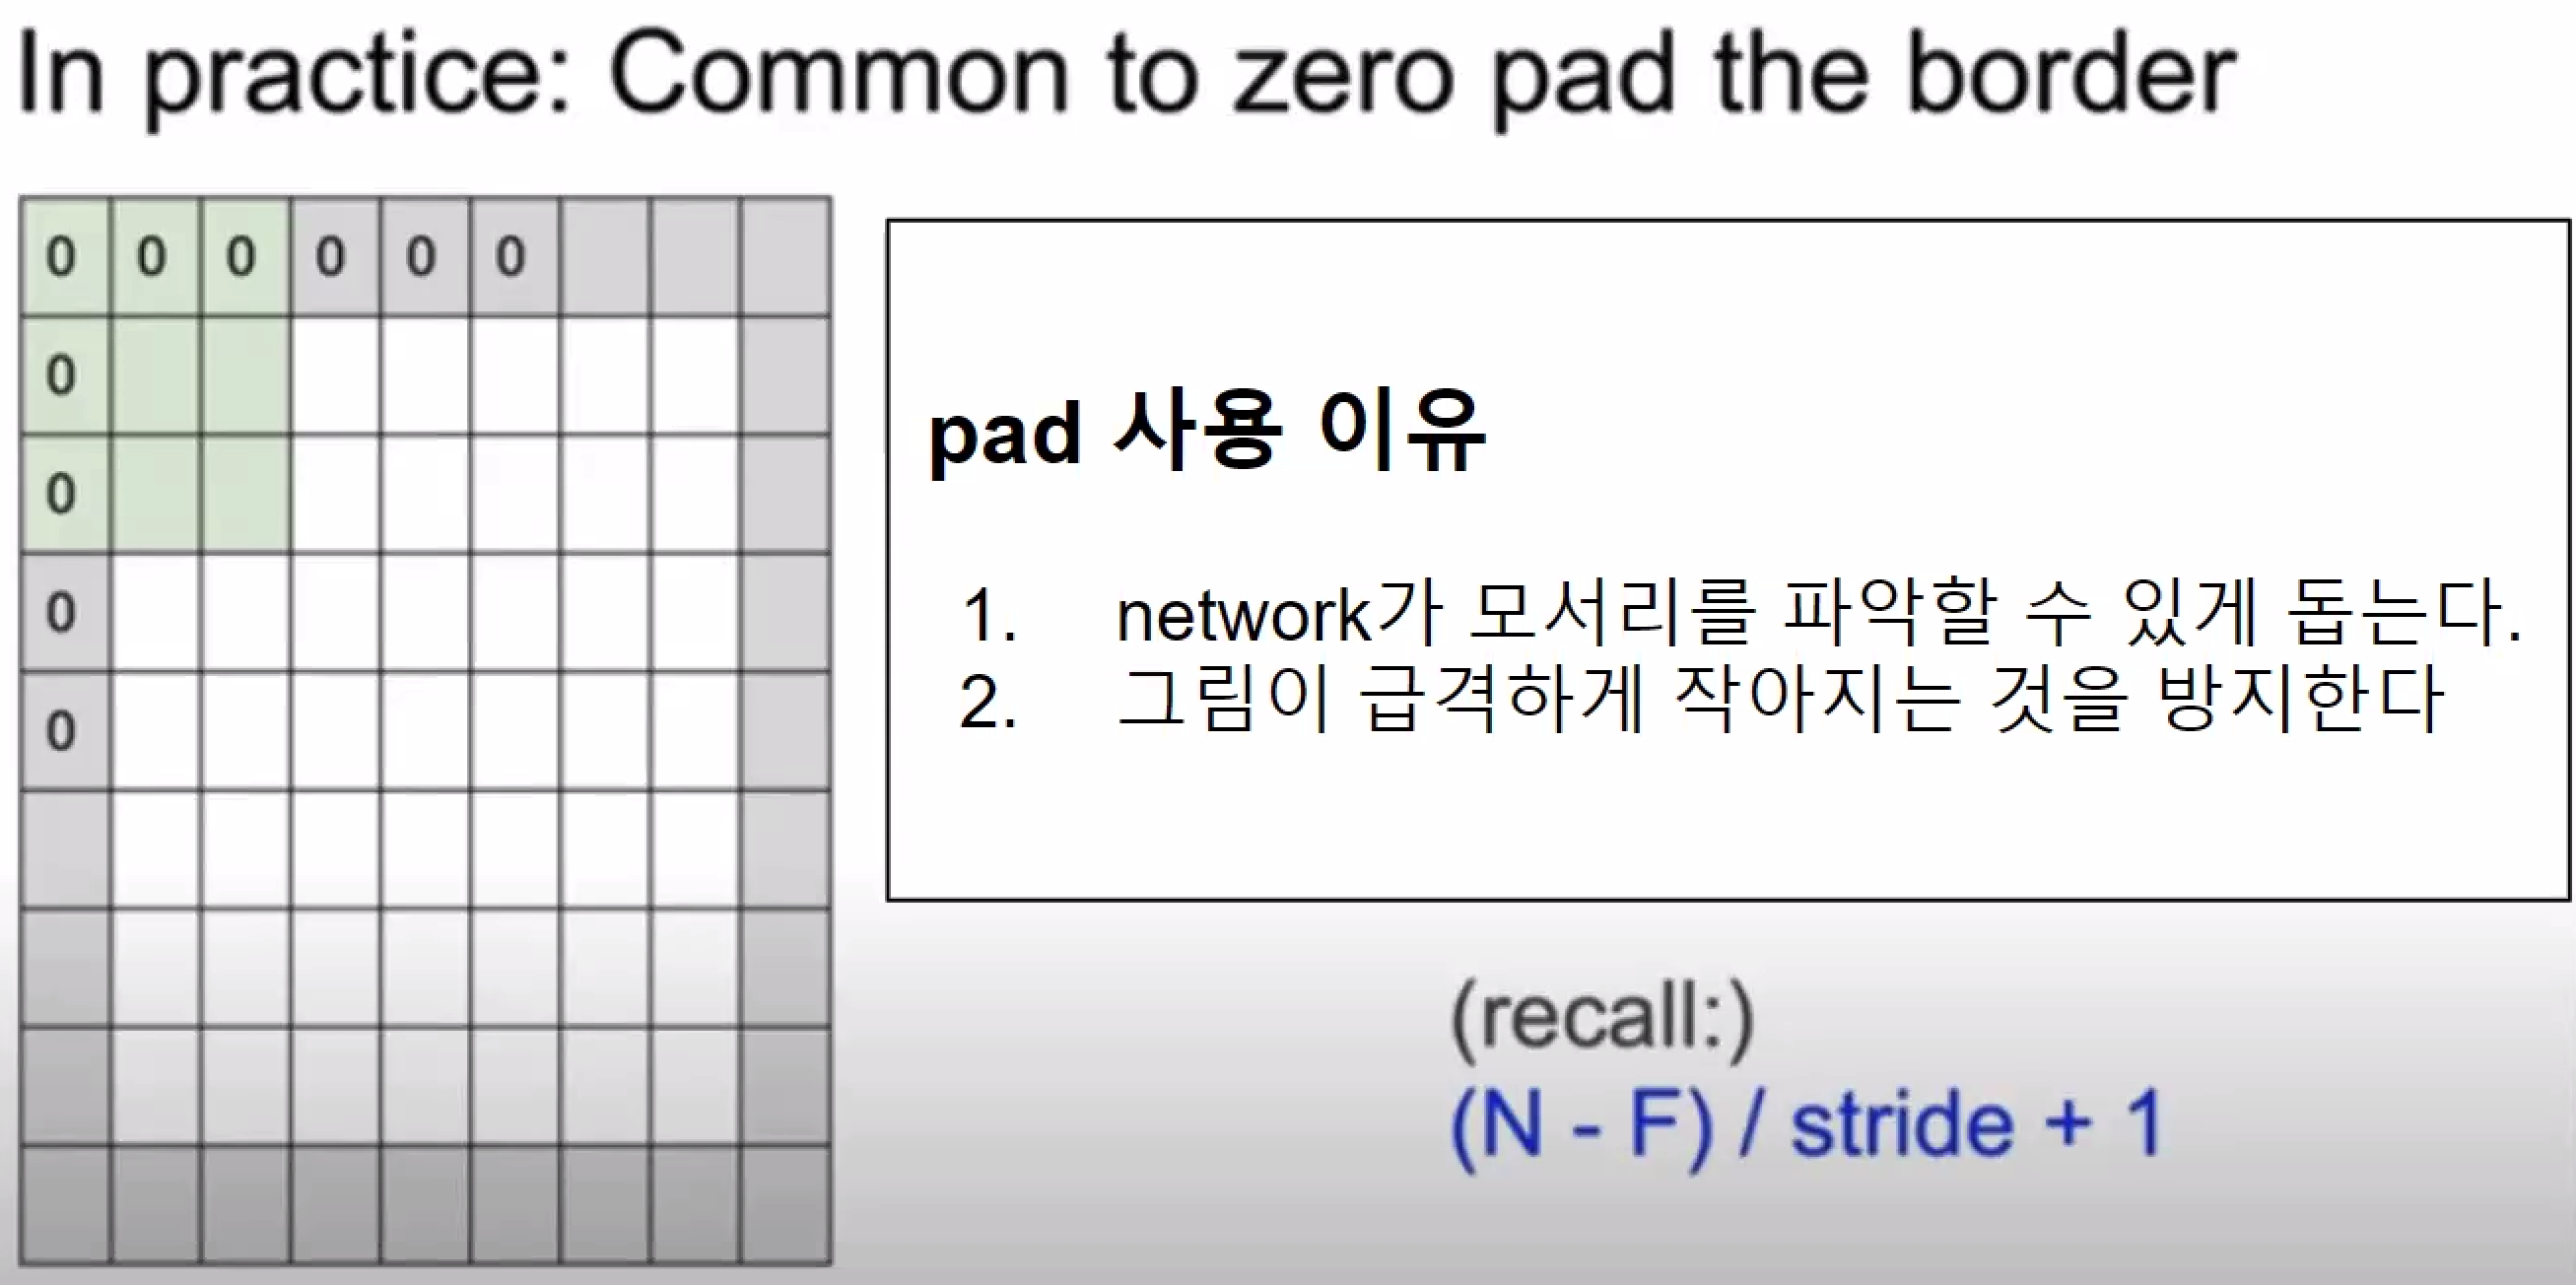 In practice: Common to zero pad the border
0 0 0 0 0 0
0
0
0
0
pad 사용 이유
1. network가 모서리를 파악할 수 있게 돕는다.
2. 그림이 급격하게 작아지는 것을 방지한다
(recall:)
(N - F) / stride + 1